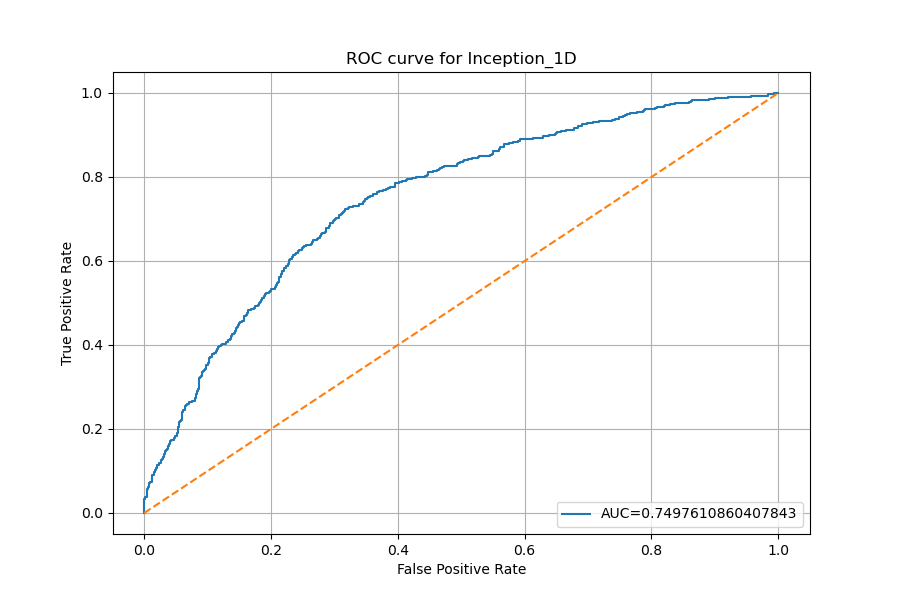 ROC curve for Inception_1D
True Positive Rate
1.0
0.8
0.6
0.4
0.2
0.0
AUC=0.7497610860407843
0.0 0.2 0.4 0.6 0.8 1.0
False Positive Rate